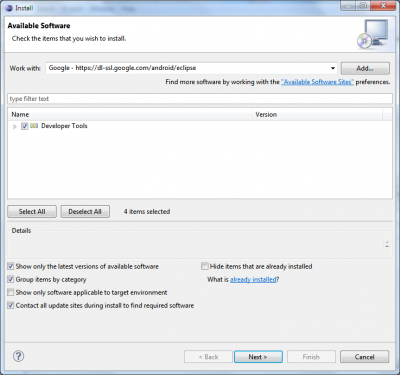 Install
Available Software
Check the items that you wish to install.
Work with: Google - https://dl-ssl.google.com/android/eclipse Add...
Find more software by working with the "Available Software Sites" preferences.
type filter text
Name Version
Developer Tools
Select All Deselect All 4 items selected
Details
Show only the latest versions of available software Hide items that are already installed
Group items by category What is already installed?
Show only software applicable to target environment
Contact all update sites during install to find required software
? < Back Next > Finish Cancel